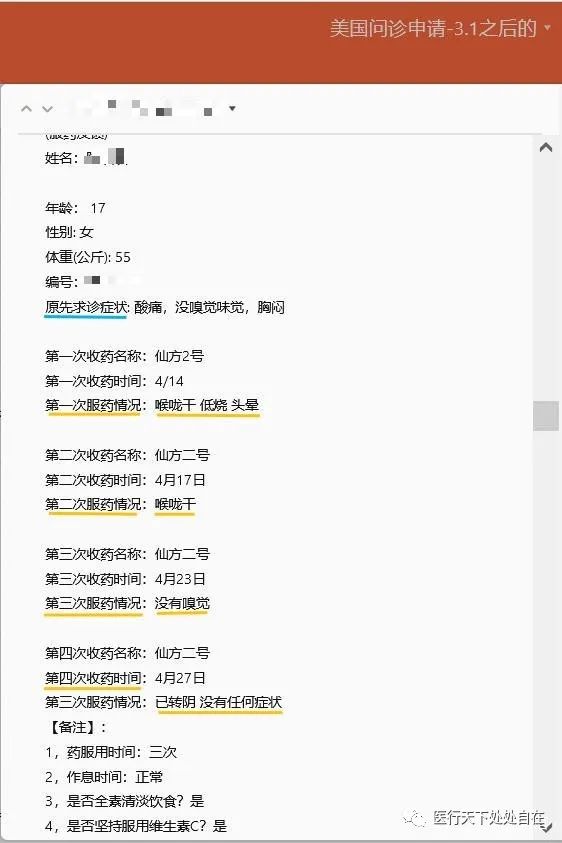 美国问诊申请-3.1之后的
(服药反馈)
姓名：
年龄： 17
性别: 女
体重(公斤): 55
编号：
原先求诊症状: 酸痛，没嗅觉味觉，胸闷
第一次收药名称：仙方2号
第一次收药时间：4/14
第一次服药情况：喉咙干 低烧 头晕
第二次收药名称：仙方二号
第二次收药时间：4月17日
第二次服药情况：喉咙干
第三次收药名称：仙方二号
第三次收药时间：4月23日
第三次服药情况：没有嗅觉
第四次收药名称：仙方二号
第四次收药时间：4月27日
第三次服药情况：已转阴 没有任何症状
【备注】：
1，药服用时间：三次
2，作息时间：正常
3，是否全素清淡饮食？是
4，是否坚持服用维生素C？是
医行天下处处自在